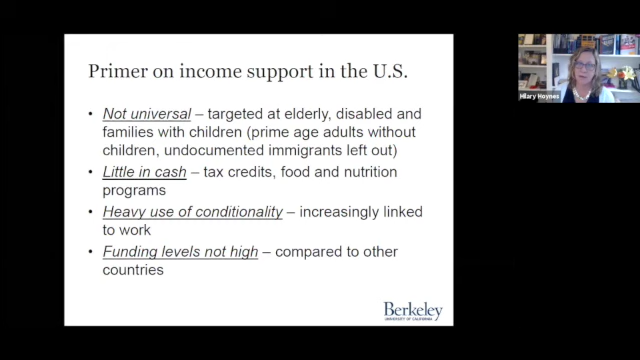 Primer on income support in the U.S.
• Not universal – targeted at elderly, disabled and
families with children (prime age adults without
children, undocumented immigrants left out)
• Little in cash – tax credits, food and nutrition
programs
• Heavy use of conditionality – increasingly linked
to work
• Funding levels not high – compared to other
countries
Berkeley
UNIVERSITY OF CALIFORNIA
Hilary Hoynes